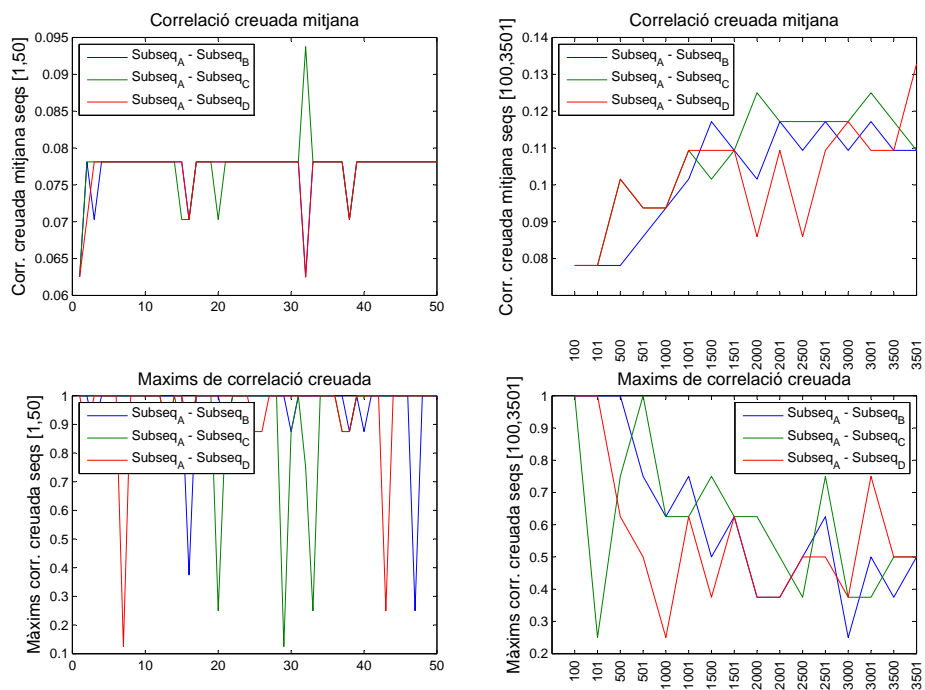 Correlació creuada mitjana
Corr. creuada mitjana seqs [1,50]
0.095
0.09
0.085
0.08
0.075
0.07
0.065
0.06
0 10 20 30 40 50
Subseq_A - Subseq_B
Subseq_A - Subseq_C
Subseq_A - Subseq_D
Correlació creuada mitjana
Corr. creuada mitjana seqs [100,3501]
0.14
0.13
0.12
0.11
0.1
0.09
0.08
100 101 500 501 1000 1001 1500 1501 2000 2001 2500 2501 3000 3001 3500 3501
Subseq_A - Subseq_B
Subseq_A - Subseq_C
Subseq_A - Subseq_D
Maxims de correlació creuada
Màxims corr. creuada seqs [1,50]
1
0.9
0.8
0.7
0.6
0.5
0.4
0.3
0.2
0.1
0 10 20 30 40 50
Subseq_A - Subseq_B
Subseq_A - Subseq_C
Subseq_A - Subseq_D
Maxims de correlació creuada
Màxims corr. creuada seqs [100,3501]
1
0.9
0.8
0.7
0.6
0.5
0.4
0.3
0.2
100 101 500 501 1000 1001 1500 1501 2000 2001 2500 2501 3000 3001 3500 3501
Subseq_A - Subseq_B
Subseq_A - Subseq_C
Subseq_A - Subseq_D